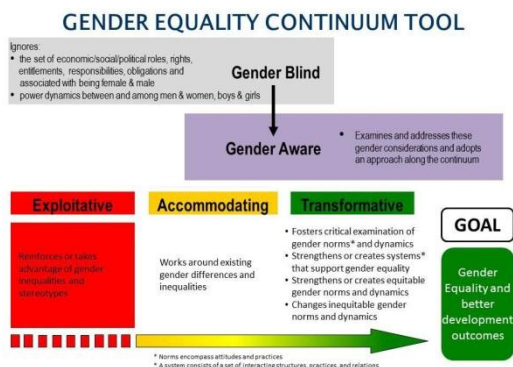 GENDER EQUALITY CONTINUUM TOOL
Ignores:
• the set of economic/social/political roles, rights,
entitlements, responsibilities, obligations and
associated with being female & male
• power dynamics between and among men & women, boys & girls
Gender Blind
Gender Aware
• Examines and addresses these
gender considerations and adopts
an approach along the continuum
Exploitative
Reinforces or takes
advantage of gender
inequalities and
stereotypes
Accommodating
Works around existing
gender differences and
inequalities
Transformative
• Fosters critical examination of
gender norms* and dynamics
• Strengthens or creates systems*
that support gender equality
• Strengthens or creates equitable
gender norms and dynamics
• Changes inequitable gender
norms and dynamics
GOAL
Gender
Equality and
better
development
outcomes
* Norms encompass attitudes and practices
* A system consists of a set of interacting structures, practices, and relations